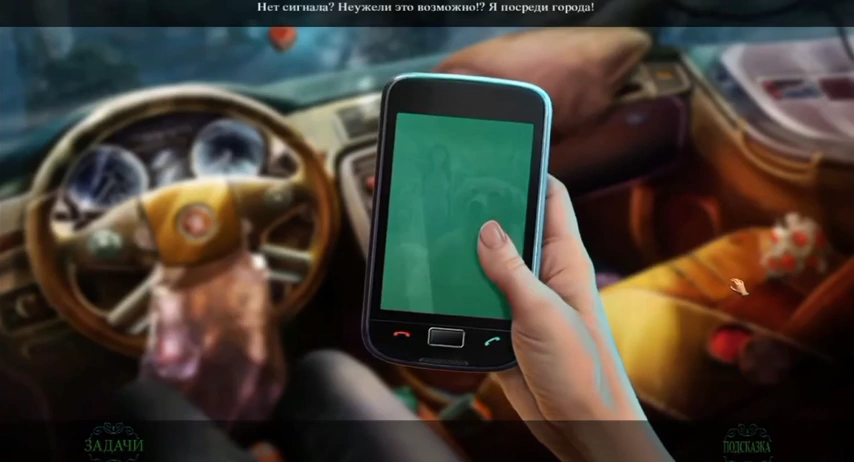 Нет сигнала? Неужели это возможно!? Я посреди города!
ЗАДАЧИ
ПОДСКАЗКА